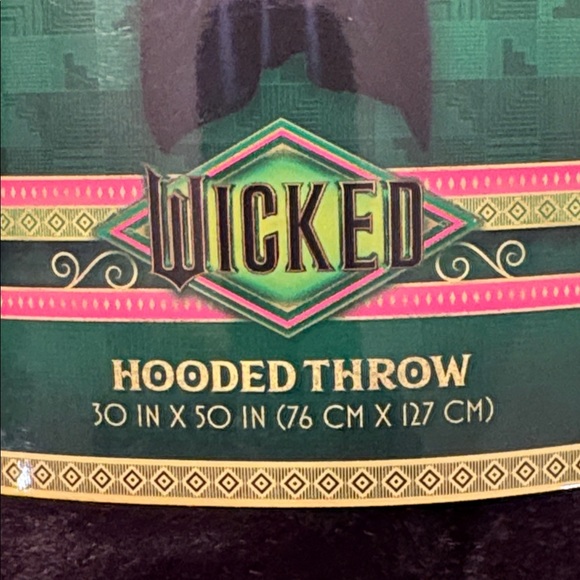 WICKED
HOODED THROW
30 IN X 50 IN (76 CM X 127 CM)